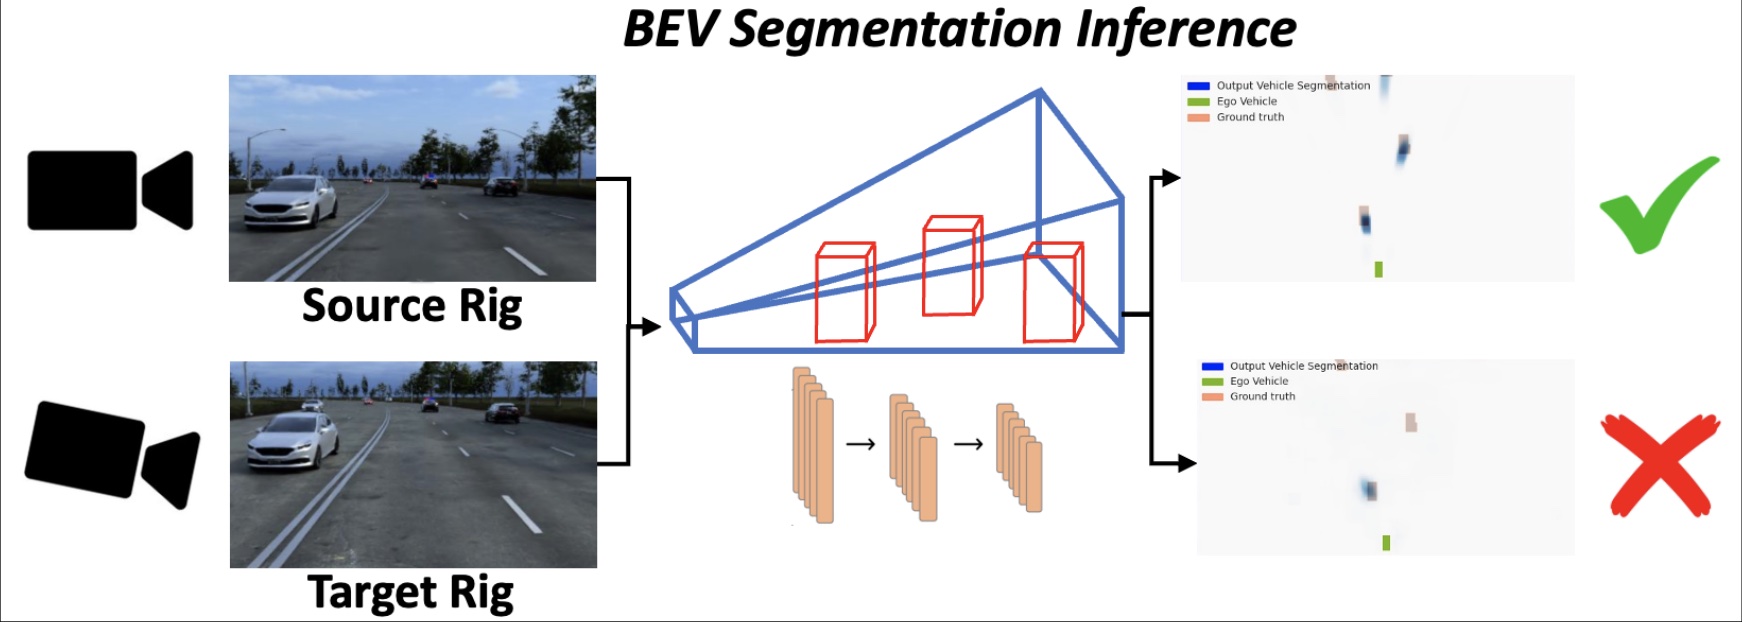 BEV Segmentation Inference
Source Rig
Target Rig
Output Vehicle Segmentation
Ego Vehicle
Ground truth
Output Vehicle Segmentation
Ego Vehicle
Ground truth